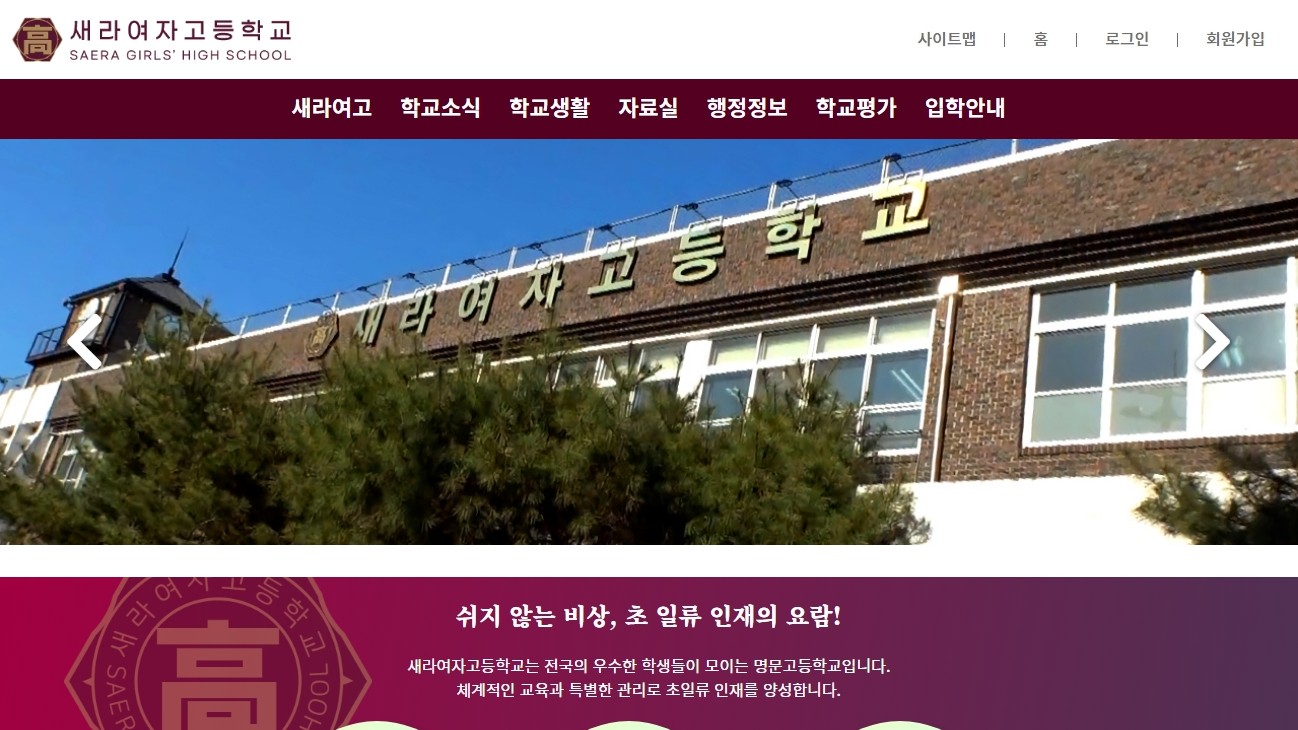 高
새라여자고등학교
SAERA GIRLS' HIGH SCHOOL
사이트맵 | 홈 | 로그인 | 회원가입
새라여고 학교소식 학교생활 자료실 행정정보 학교평가 입학안내
새라여자고등학교
쉬지 않는 비상, 초 일류 인재의 요람!
새라여자고등학교는 전국의 우수한 학생들이 모이는 명문고등학교입니다.
체계적인 교육과 특별한 관리로 초일류 인재를 양성합니다.
새라여자고등학교
高